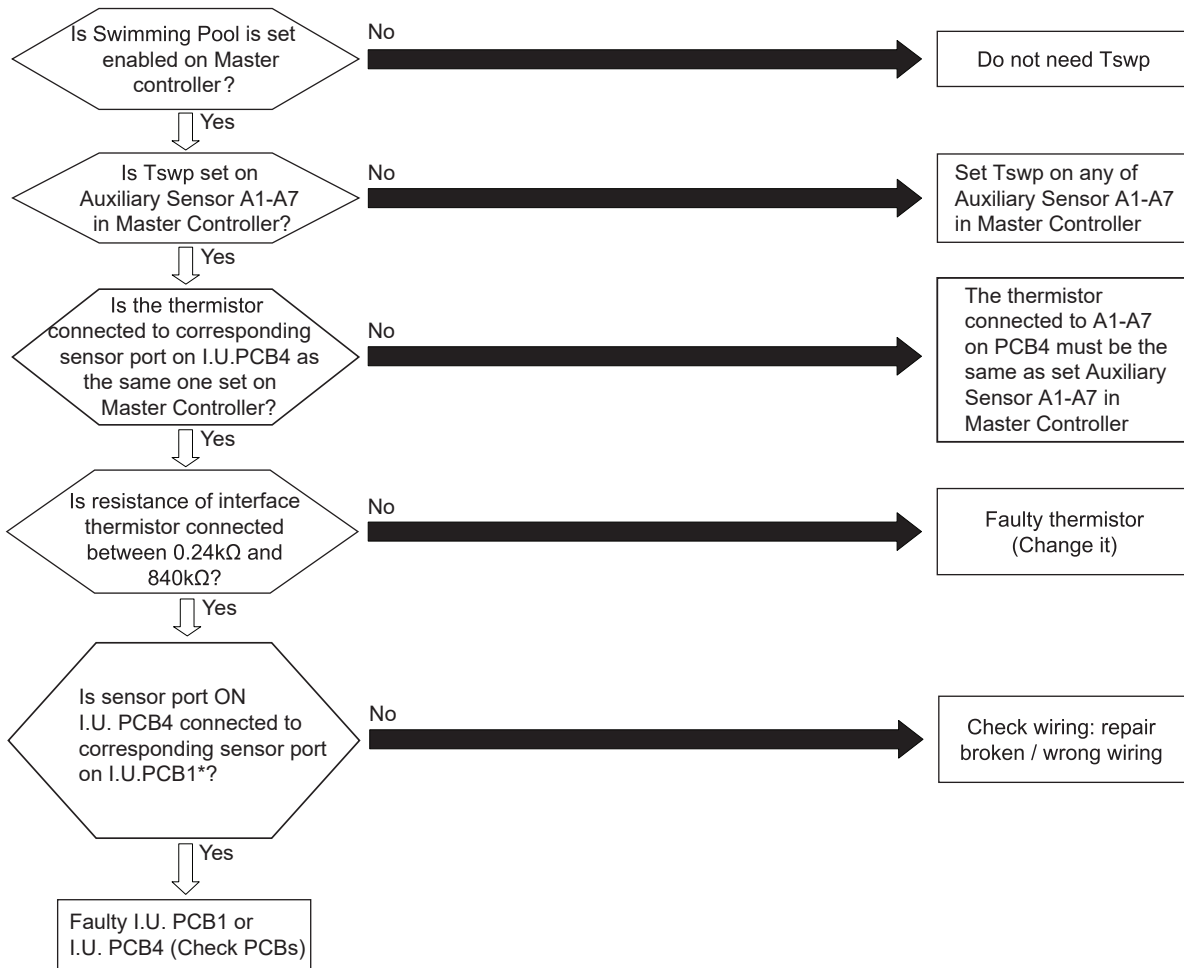 Is Swimming Pool is set
enabled on Master
controller?
No
Do not need Tswp
Yes
Is Tswp set on
Auxiliary Sensor A1-A7
in Master Controller?
No
Set Tswp on any of
Auxiliary Sensor A1-A7
in Master Controller
Yes
Is the thermistor
connected to corresponding
sensor port on I.U.PCB4 as
the same one set on
Master Controller?
No
The thermistor
connected to A1-A7
on PCB4 must be the
same as set Auxiliary
Sensor A1-A7 in
Master Controller
Yes
Is resistance of interface
thermistor connected
between 0.24kΩ and
840kΩ?
No
Faulty thermistor
(Change it)
Yes
Is sensor port ON
I.U. PCB4 connected to
corresponding sensor port
on I.U.PCB1*?
No
Check wiring: repair
broken / wrong wiring
Yes
Faulty I.U. PCB1 or
I.U. PCB4 (Check PCBs)